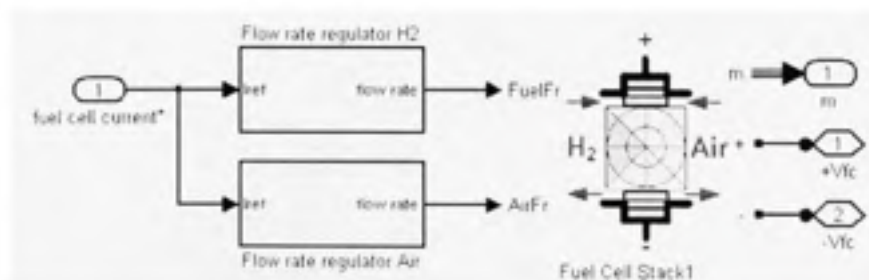 Flow rate regulator H2
1
fuel cell current*
Iref
flow rate
FuelFr
Iref
flow rate
AirFr
Flow rate regulator Air
+
H₂
Air
-
Fuel Cell Stack1
m
1
m
+
1
+Vfc
-
2
-Vfc